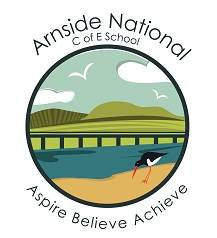 Arnside National
C of E School
Aspire Believe Achieve